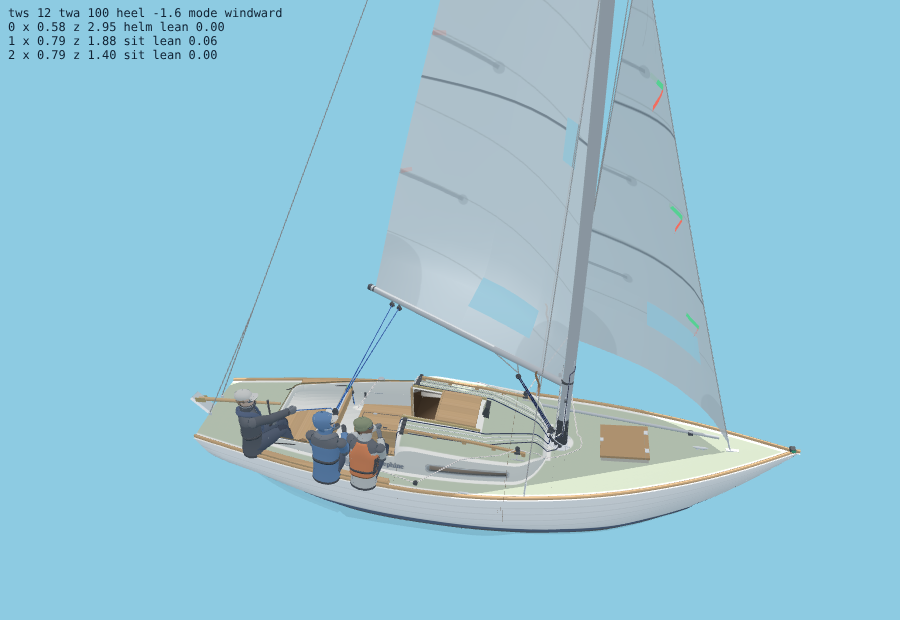 tws 12 twa 100 heel -1.6 mode windward
0 x 0.58 z 2.95 helm lean 0.00
1 x 0.79 z 1.88 sit lean 0.06
2 x 0.79 z 1.40 sit lean 0.00